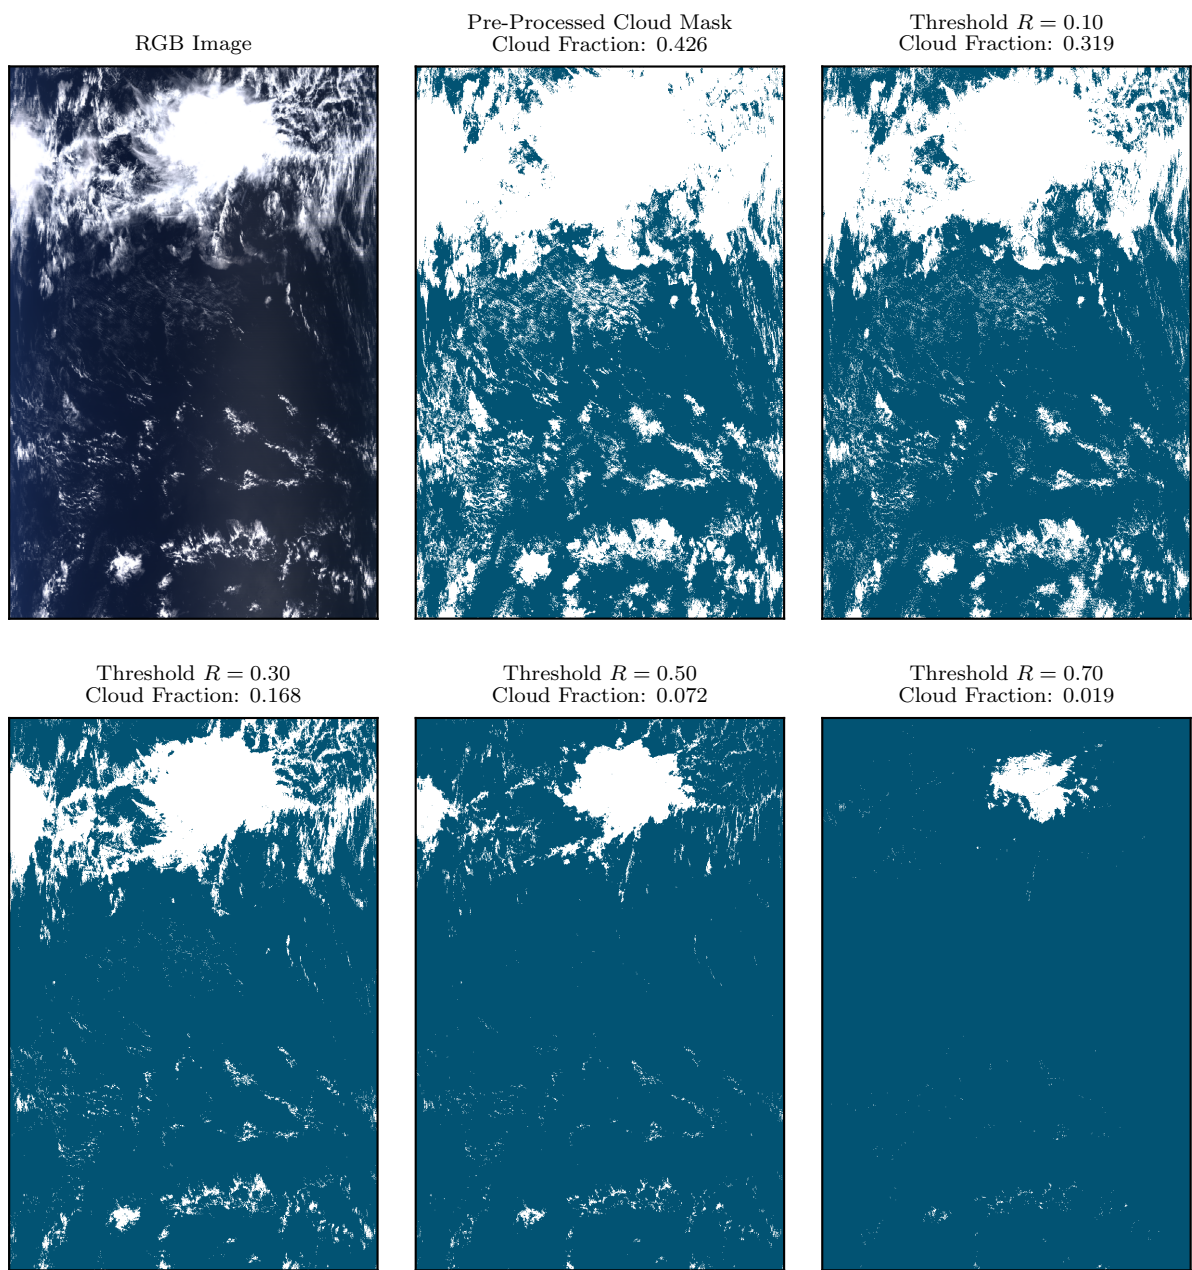 RGB Image
Pre-Processed Cloud Mask
Cloud Fraction: 0.426
Threshold R = 0.10
Cloud Fraction: 0.319
Threshold R = 0.30
Cloud Fraction: 0.168
Threshold R = 0.50
Cloud Fraction: 0.072
Threshold R = 0.70
Cloud Fraction: 0.019